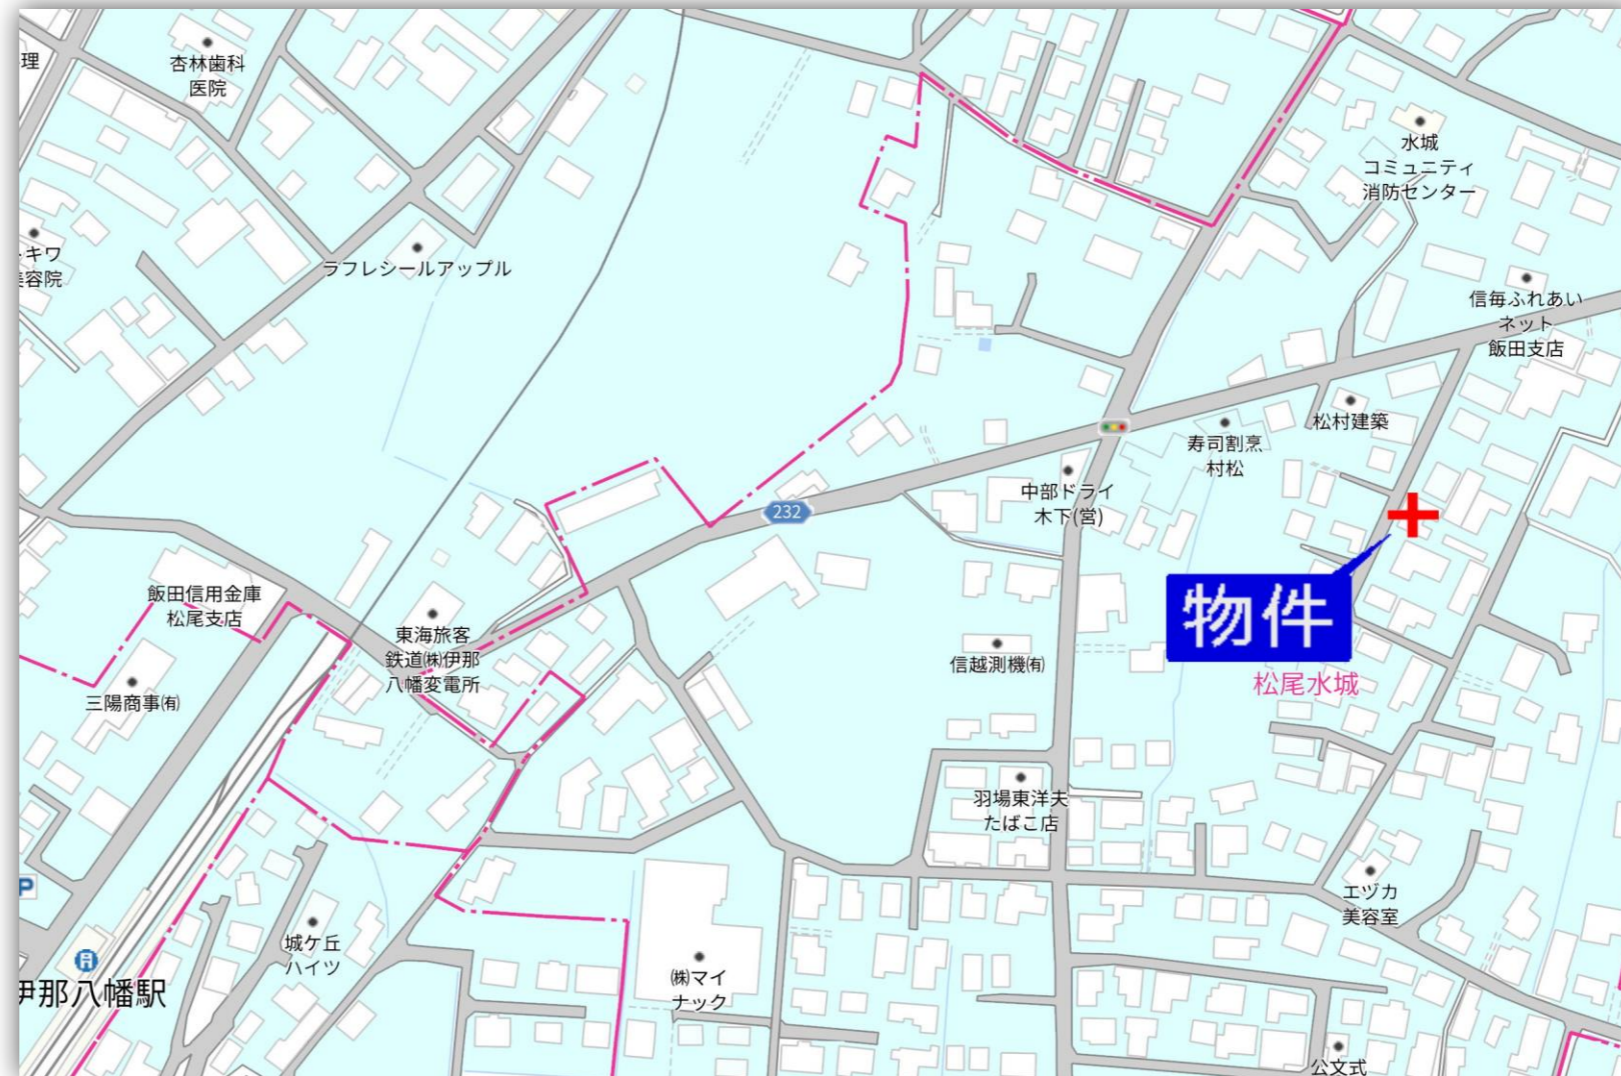 理
杏林歯科
医院
水城
コミュニティ
消防センター
キワ
美容院
ラフレシールアップル
信毎ふれあい
ネット
飯田支店
松村建築
寿司割烹
村松
中部ドライ
木下(営)
232
飯田信用金庫
松尾支店
東海旅客
鉄道㈱伊那
八幡変電所
三陽商事㈲
信越測機㈲
物件
松尾水城
羽場東洋夫
たばこ店
エヅカ
美容室
P
城ケ丘
ハイツ
伊那八幡駅
㈱マイ
ナック
公文式